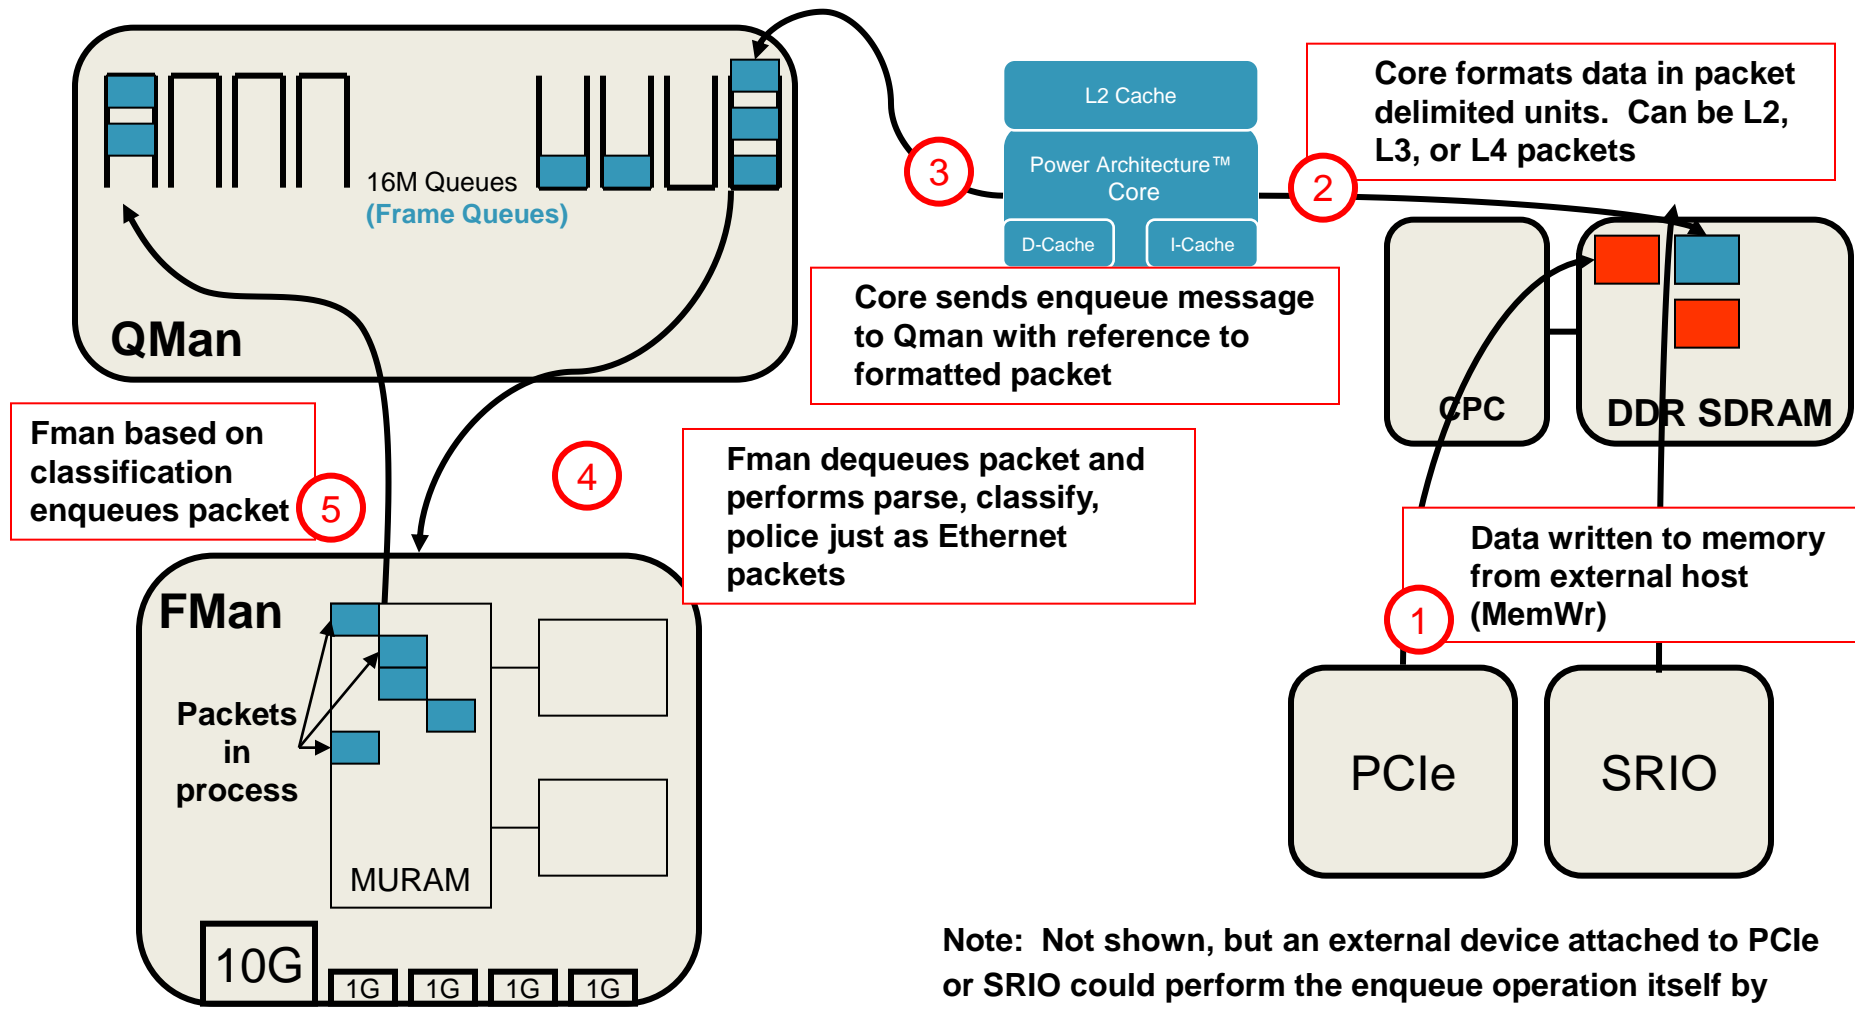 L2 Cache
Power Architecture™
Core
D-Cache
I-Cache
Core formats data in packet
delimited units.  Can be L2,
L3, or L4 packets
2
3
16M Queues
(Frame Queues)
QMan
Core sends enqueue message
to Qman with reference to
formatted packet
CPC
DDR SDRAM
Fman based on
classification
enqueues packet
5
4
Fman dequeues packet and
performs parse, classify,
police just as Ethernet
packets
Data written to memory
from external host
(MemWr)
1
FMan
Packets
in
process
MURAM
10G
1G
1G
1G
1G
PCIe
SRIO
Note:  Not shown, but an external device attached to PCIe
or SRIO could perform the enqueue operation itself by